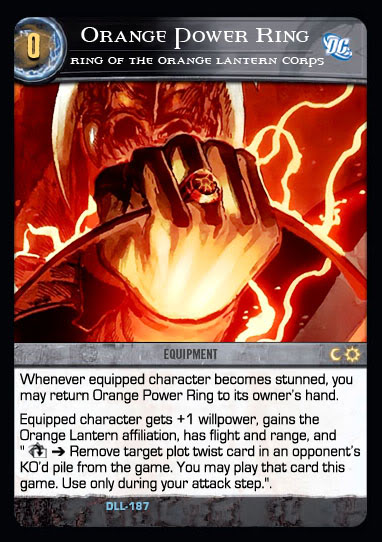 0
Orange Power Ring
Ring of the Orange Lantern Corps
DC
EQUIPMENT
Whenever equipped character becomes stunned, you
may return Orange Power Ring to its owner's hand.
Equipped character gets +1 willpower, gains the
Orange Lantern affiliation, has flight and range, and
" ➔ Remove target plot twist card in an opponent's
KO'd pile from the game. You may play that card this
game. Use only during your attack step.".
DLL-187